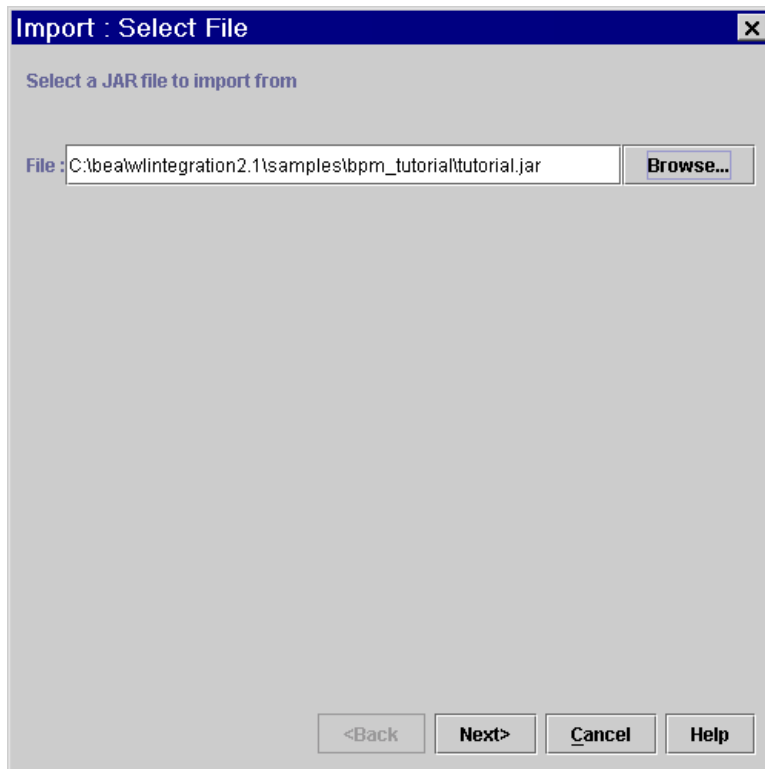 Import : Select File
Select a JAR file to import from
File : C:\bea\wlintegration2.1\samples\bpm_tutorial\tutorial.jar Browse...
<Back Next> Cancel Help